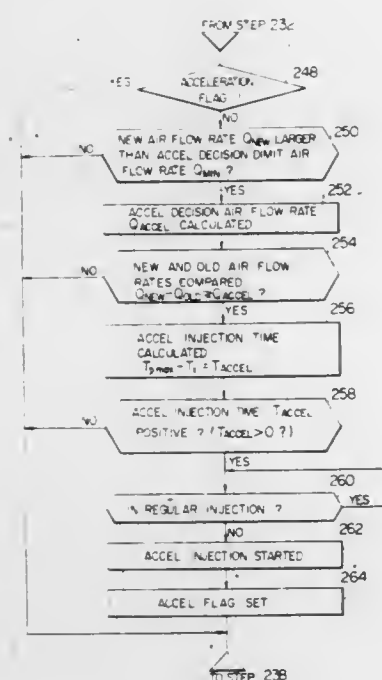 FROM STEP 232
248
ACCELERATION
FLAG
YES
NO
250
NEW AIR FLOW RATE QNEW LARGER
THAN ACCEL DECISION DIMIT AIR
FLOW RATE QMIN ?
NO
YES
252
ACCEL DECISION AIR FLOW RATE
QACCEL CALCULATED
254
NEW AND OLD AIR FLOW
RATES COMPARED
QNEW-QOLD≧QACCEL ?
NO
YES
256
ACCEL INJECTION TIME
CALCULATED
- = TACCEL
258
ACCEL INJECTION TIME TACCEL
POSITIVE ? (TACCEL>0 ?)
NO
YES
260
IN REGULAR INJECTION ?
YES
NO
262
ACCEL INJECTION STARTED
264
ACCEL FLAG SET
TO STEP 238